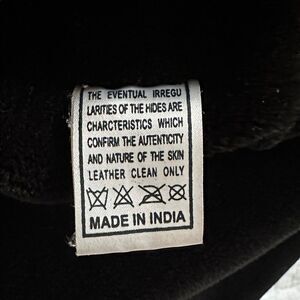 THE EVENTUAL IRREGU
LARITIES OF THE HIDES ARE
CHARCTERISTICS WHICH
CONFIRM THE AUTENTICITY
AND NATURE OF THE SKIN
LEATHER CLEAN ONLY
MADE IN INDIA